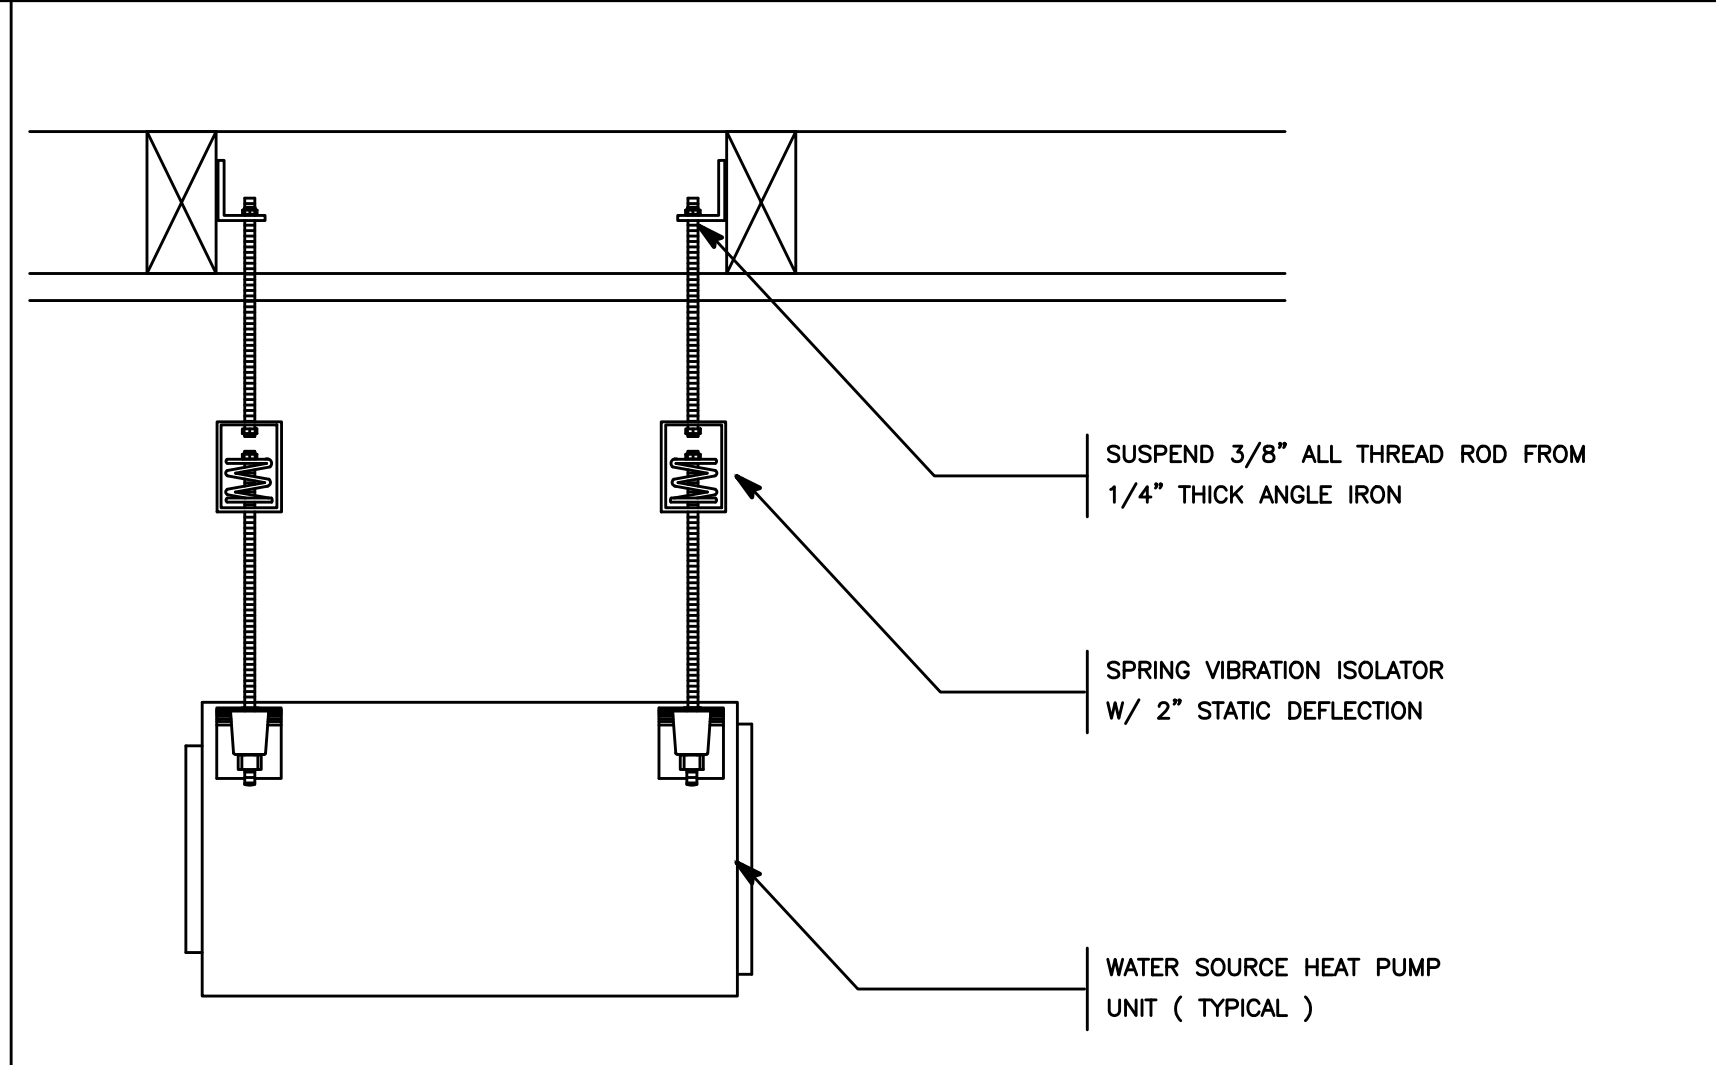 SUSPEND 3/8" ALL THREAD ROD FROM
1/4" THICK ANGLE IRON
SPRING VIBRATION ISOLATOR
W/ 2" STATIC DEFLECTION
WATER SOURCE HEAT PUMP
UNIT ( TYPICAL )